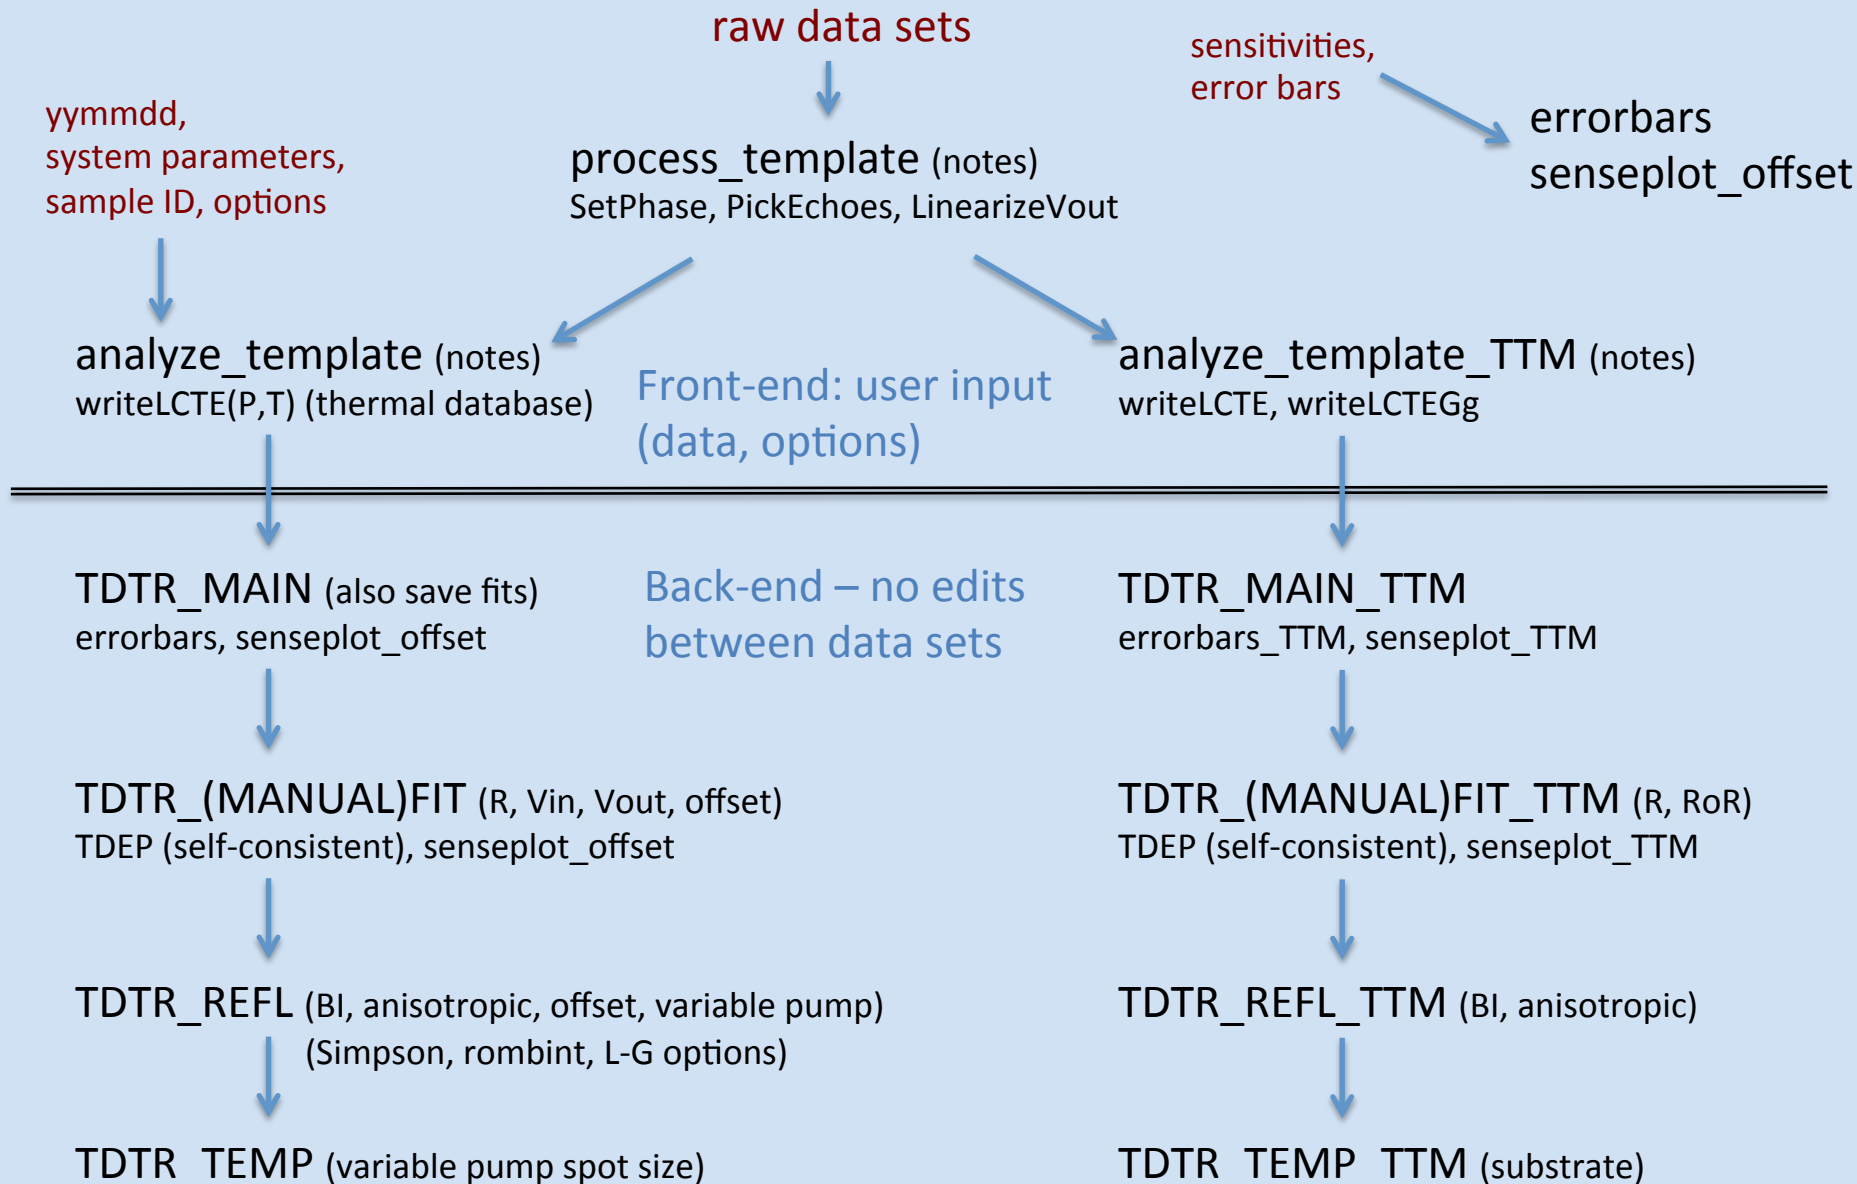 raw data sets
sensitivities,
error bars
yymmdd,
system parameters,
sample ID, options
errorbars
senseplot_offset
process_template (notes)
SetPhase, PickEchoes, LinearizeVout
analyze_template (notes)
writeLCTE(P,T) (thermal database)
Front-end: user input
(data, options)
analyze_template_TTM (notes)
writeLCTE, writeLCTEGg
TDTR_MAIN (also save fits)
errorbars, senseplot_offset
Back-end – no edits
between data sets
TDTR_MAIN_TTM
errorbars_TTM, senseplot_TTM
TDTR_(MANUAL)FIT (R, Vin, Vout, offset)
TDEP (self-consistent), senseplot_offset
TDTR_(MANUAL)FIT_TTM (R, RoR)
TDEP (self-consistent), senseplot_TTM
TDTR_REFL (BI, anisotropic, offset, variable pump)
(Simpson, rombint, L-G options)
TDTR_REFL_TTM (BI, anisotropic)
TDTR_TEMP (variable pump spot size)
TDTR_TEMP_TTM (substrate)